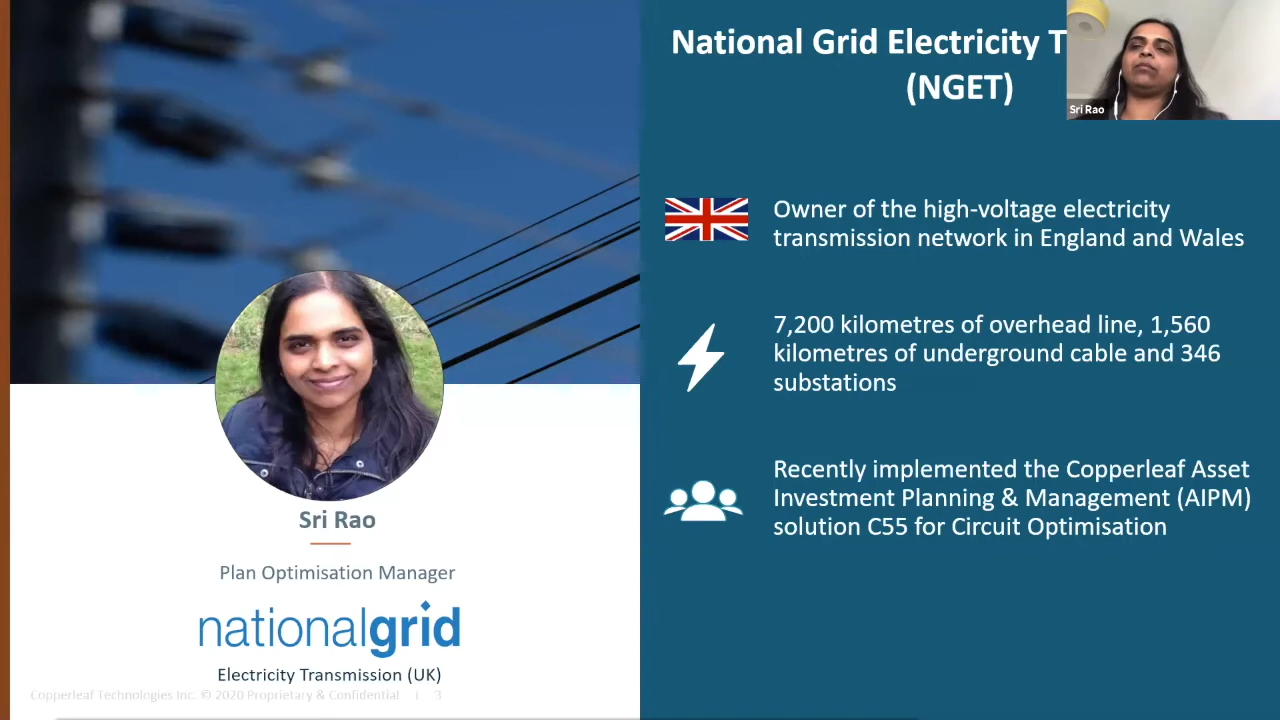 National Grid Electricity T
(NGET)
Sri Rao
Owner of the high-voltage electricity
transmission network in England and Wales
7,200 kilometres of overhead line, 1,560
kilometres of underground cable and 346
substations
Recently implemented the Copperleaf Asset
Investment Planning & Management (AIPM)
solution C55 for Circuit Optimisation
Sri Rao
Plan Optimisation Manager
nationalgrid
Electricity Transmission (UK)
Copperleaf Technologies Inc. © 2020 Proprietary & Confidential | 3